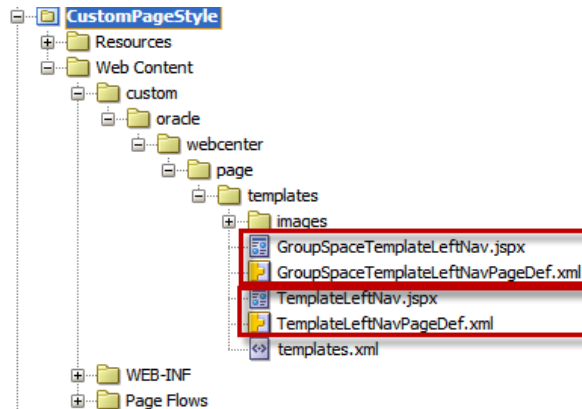 CustomPageStyle
Resources
Web Content
custom
oracle
webcenter
page
templates
images
GroupSpaceTemplateLeftNav.jspx
GroupSpaceTemplateLeftNavPageDef.xml
TemplateLeftNav.jspx
TemplateLeftNavPageDef.xml
templates.xml
WEB-INF
Page Flows